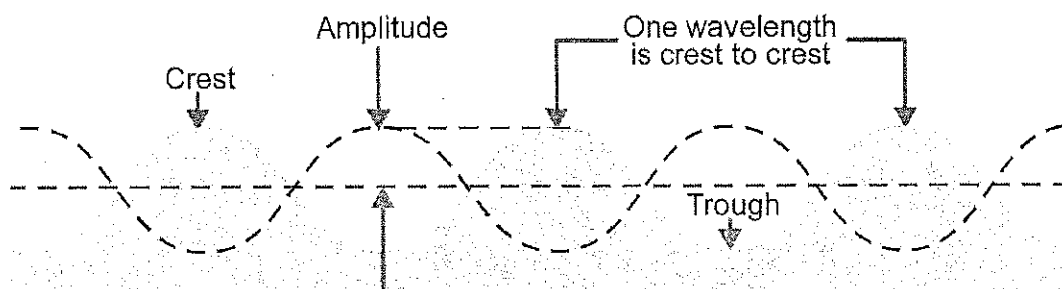 Amplitude
One wavelength
is crest to crest
Crest
Trough